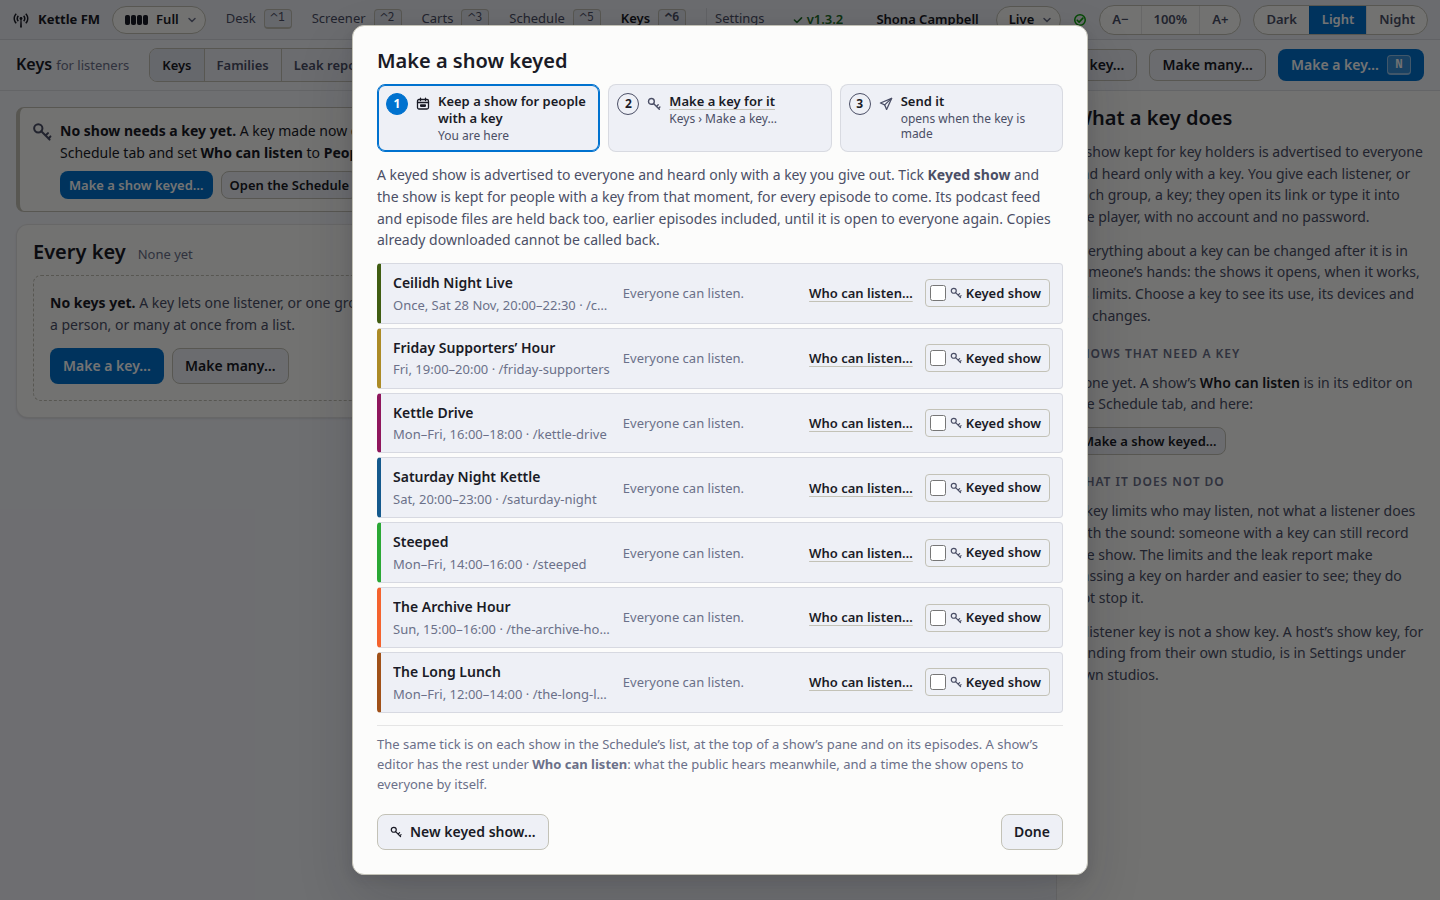 Kettle FM
Full
Desk ^1
Screener ^2
Carts ^3
Schedule ^5
Keys ^6
Settings
v1.3.2
Shona Campbell
Live
A− 100% A+
Dark Light Night
Keys for listeners
Keys Families Leak repo
key...
Make many...
Make a key... N
No show needs a key yet. A key made now
Schedule tab and set Who can listen to Peop
Make a show keyed...
Open the Schedule
Every key None yet
No keys yet. A key lets one listener, or one gro
a person, or many at once from a list.
Make a key...
Make many...
Make a show keyed
1 Keep a show for people
with a key
You are here
2 Make a key for it
Keys › Make a key...
3 Send it
opens when the key is
made
A keyed show is advertised to everyone and heard only with a key you give out. Tick Keyed show and
the show is kept for people with a key from that moment, for every episode to come. Its podcast feed
and episode files are held back too, earlier episodes included, until it is open to everyone again. Copies
already downloaded cannot be called back.
Ceilidh Night Live
Once, Sat 28 Nov, 20:00–22:30 · /c...
Everyone can listen.
Who can listen...
Keyed show
Friday Supporters’ Hour
Fri, 19:00–20:00 · /friday-supporters
Everyone can listen.
Who can listen...
Keyed show
Kettle Drive
Mon–Fri, 16:00–18:00 · /kettle-drive
Everyone can listen.
Who can listen...
Keyed show
Saturday Night Kettle
Sat, 20:00–23:00 · /saturday-night
Everyone can listen.
Who can listen...
Keyed show
Steeped
Mon–Fri, 14:00–16:00 · /steeped
Everyone can listen.
Who can listen...
Keyed show
The Archive Hour
Sun, 15:00–16:00 · /the-archive-ho...
Everyone can listen.
Who can listen...
Keyed show
The Long Lunch
Mon–Fri, 12:00–14:00 · /the-long-l...
Everyone can listen.
Who can listen...
Keyed show
The same tick is on each show in the Schedule’s list, at the top of a show’s pane and on its episodes. A show’s
editor has the rest under Who can listen: what the public hears meanwhile, and a time the show opens to
everyone by itself.
New keyed show...
Done
hat a key does
show kept for key holders is advertised to everyone
d heard only with a key. You give each listener, or
ch group, a key; they open its link or type it into
e player, with no account and no password.
erything about a key can be changed after it is in
meone’s hands: the shows it opens, when it works,
limits. Choose a key to see its use, its devices and
changes.
OWS THAT NEED A KEY
one yet. A show’s Who can listen is in its editor on
e Schedule tab, and here:
Make a show keyed...
HAT IT DOES NOT DO
key limits who may listen, not what a listener does
th the sound: someone with a key can still record
e show. The limits and the leak report make
ssing a key on harder and easier to see; they do
t stop it.
listener key is not a show key. A host’s show key, for
nding from their own studio, is in Settings under
wn studios.